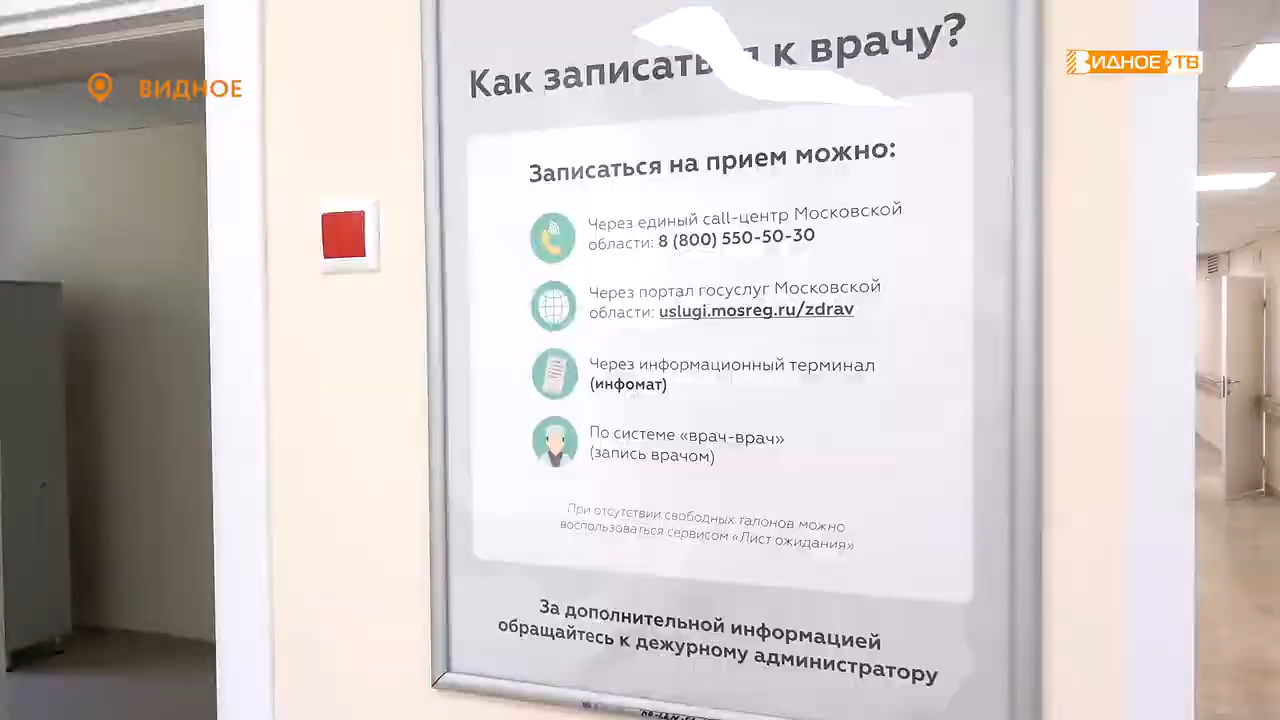 ВИДНОЕ
ВИДНОЕ ТВ
Как записаться к врачу?
Записаться на прием можно:
Через единый call-центр Московской
области: 8 (800) 550-50-30
Через портал госуслуг Московской
области: uslugi.mosreg.ru/zdrav
Через информационный терминал
(инфомат)
По системе «врач-врач»
(запись врачом)
При отсутствии свободных талонов можно
воспользоваться сервисом «Лист ожидания»
За дополнительной информацией
обращайтесь к дежурному администратору